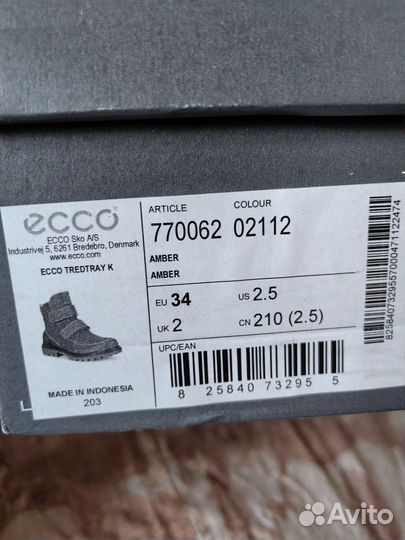 ecco
ECCO Sko A/S
Industrivej 5, 6261 Bredebro, Denmark
www.ecco.com
ECCO TREDTRAY K
MADE IN INDONESIA
203
ARTICLE COLOUR
770062 02112
AMBER
AMBER
EU 34 US 2.5
UK 2 CN 210 (2.5)
UPC/EAN
8 25840 73295 5
82584073295570004711224​74
Avito